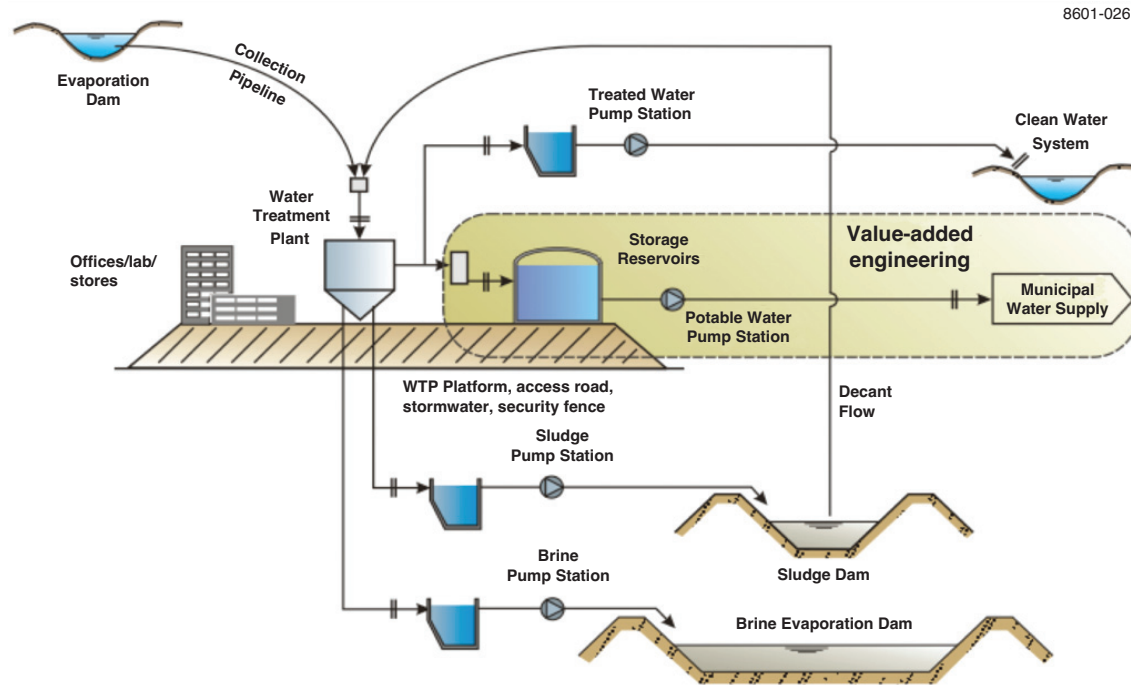 8601-026
Evaporation
Dam
Collection
Pipeline
Treated Water
Pump Station
Clean Water
System
Water
Treatment
Plant
Offices/lab/
stores
Storage
Reservoirs
Value-added
engineering
Municipal
Water Supply
Potable Water
Pump Station
WTP Platform, access road,
stormwater, security fence
Decant
Flow
Sludge
Pump Station
Sludge Dam
Brine
Pump Station
Brine Evaporation Dam